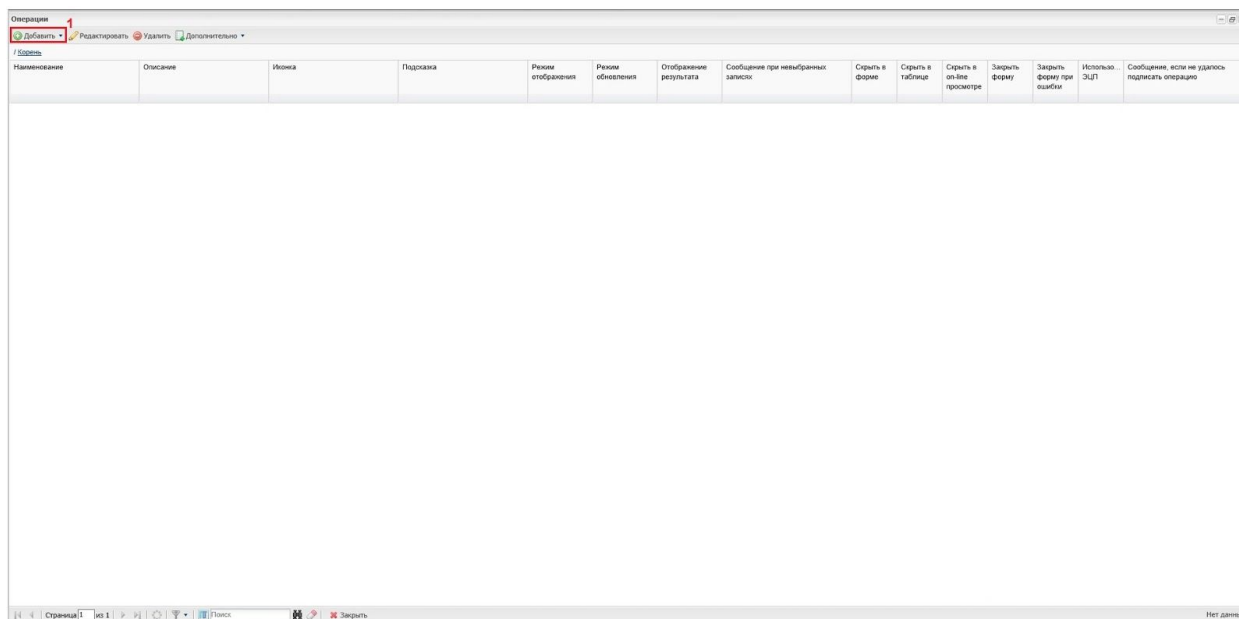 Операции
1
Добавить Редактировать Удалить Дополнительно
/ Корень
Наименование Описание Иконка Подсказка Режим отображения Режим обновления Отображение результата Сообщение при невыбранных записях Скрыть в форме Скрыть в таблице Скрыть в on-line просмотре Закрыть форму Закрыть форму при ошибки Использо... ЭЦП Сообщение, если не удалось подписать операцию
Страница 1 из 1 Поиск Закрыть Нет данны